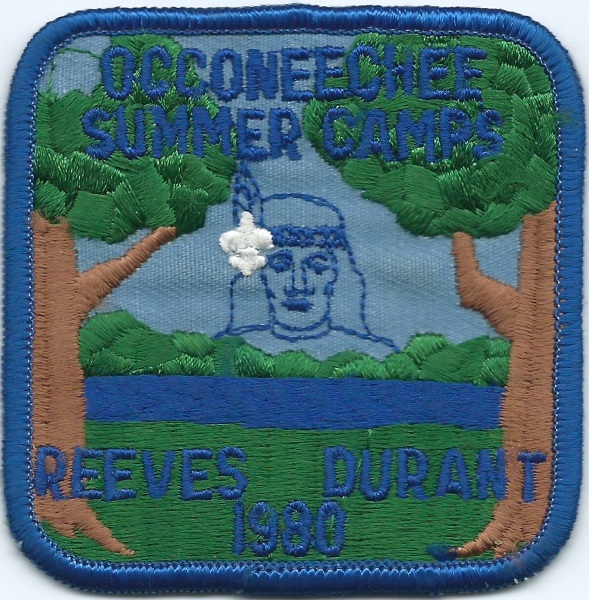 OCCONEECHEE
SUMMER CAMPS
REEVES DURANT
1980